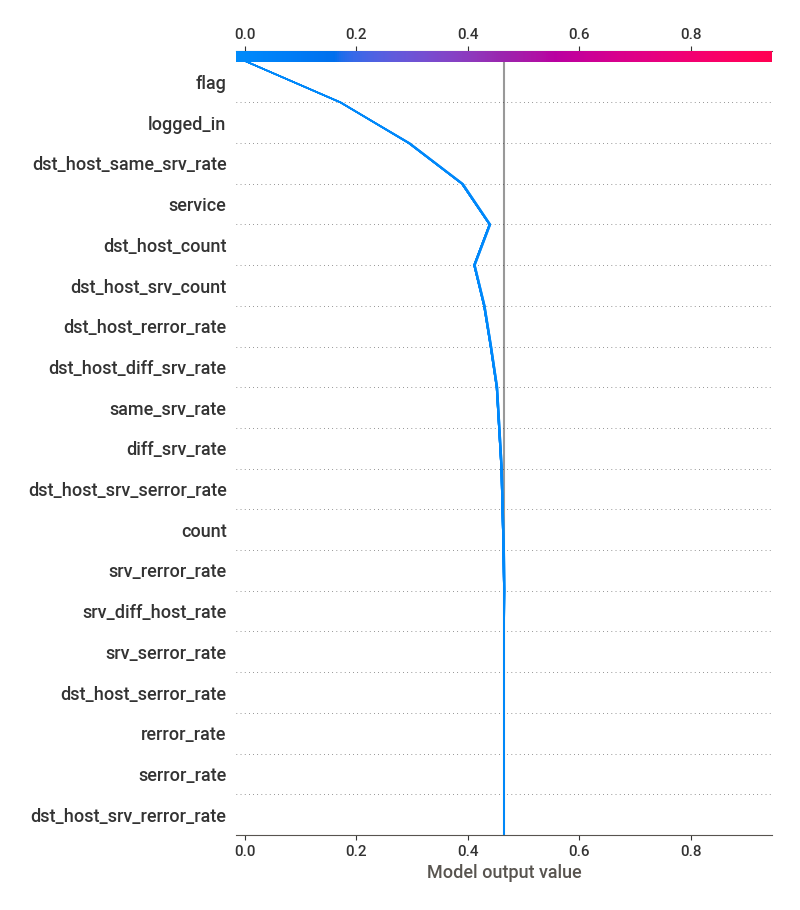 0.0 0.2 0.4 0.6 0.8
flag
logged_in
dst_host_same_srv_rate
service
dst_host_count
dst_host_srv_count
dst_host_rerror_rate
dst_host_diff_srv_rate
same_srv_rate
diff_srv_rate
dst_host_srv_serror_rate
count
srv_rerror_rate
srv_diff_host_rate
srv_serror_rate
dst_host_serror_rate
rerror_rate
serror_rate
dst_host_srv_rerror_rate
0.0 0.2 0.4 0.6 0.8
Model output value